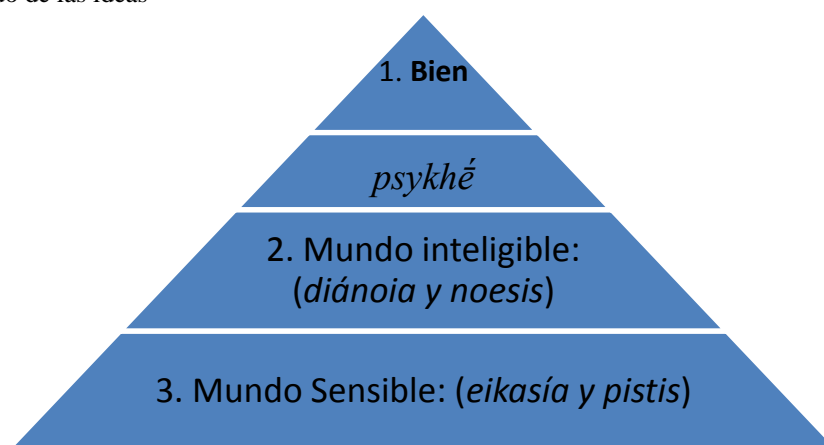 de las ideas
1. Bien
psykhḗ
2. Mundo inteligible:
(diánoia y noesis)
3. Mundo Sensible: (eikasía y pistis)